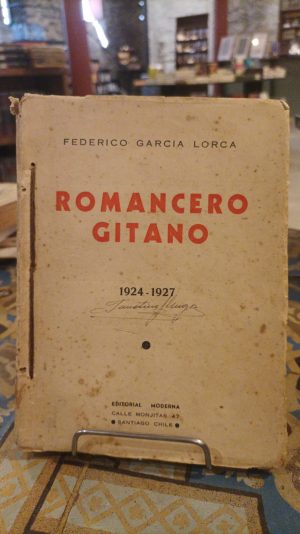 FEDERICO GARCIA LORCA
ROMANCERO
GITANO
1924-1927
EDITORIAL MODERNA
CALLE MONJITAS 47
SANTIAGO CHILE